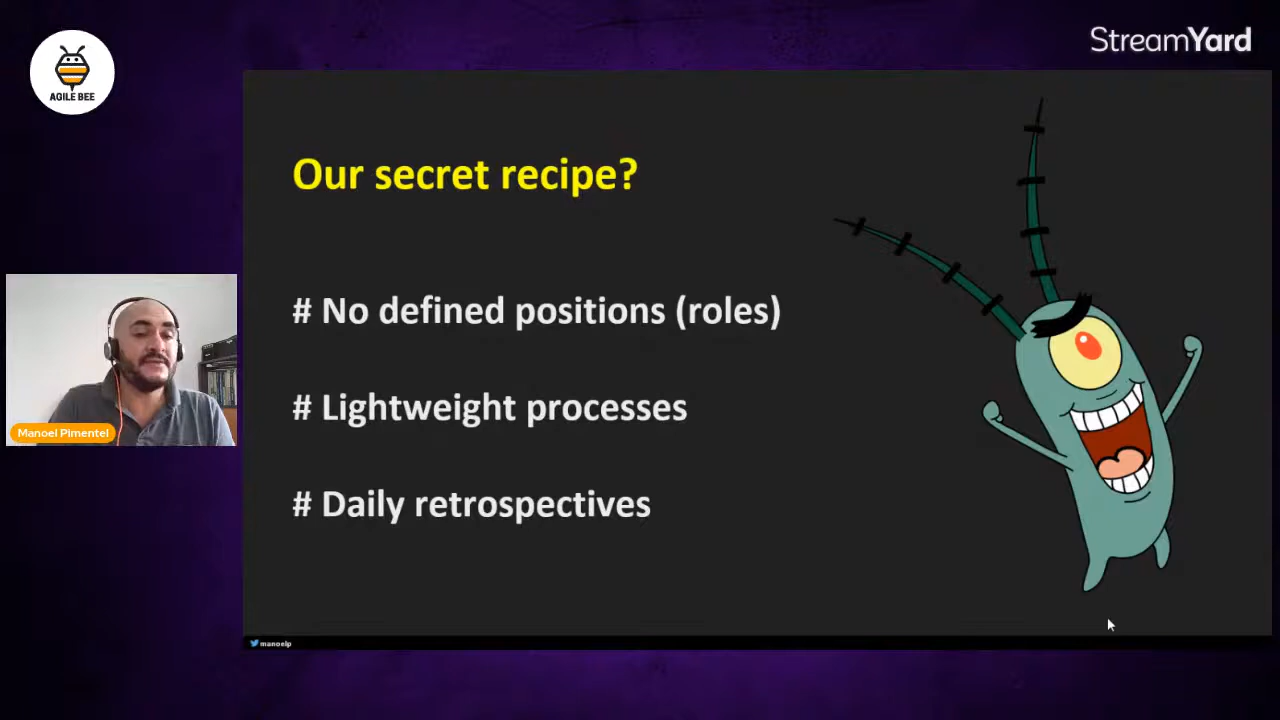 AGILE BEE
StreamYard
Our secret recipe?
# No defined positions (roles)
# Lightweight processes
# Daily retrospectives
Manoel Pimentel
manoelp